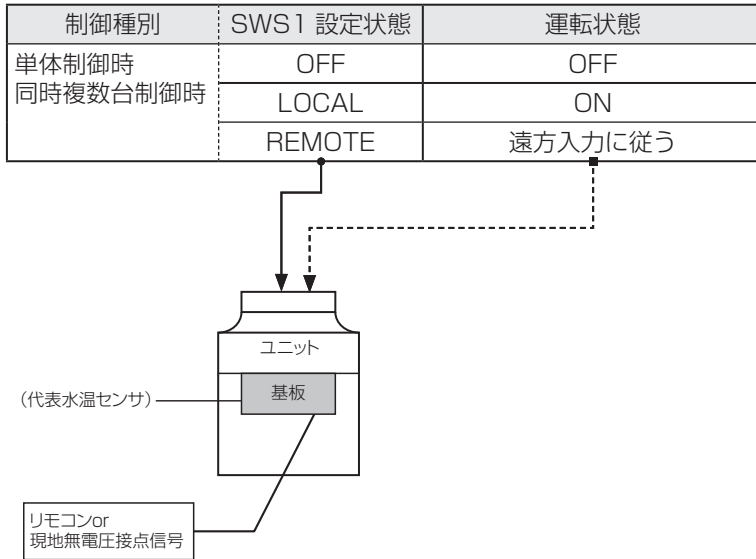 制御種別 SWS1 設定状態 運転状態
単体制御時 OFF OFF
同時複数台制御時 LOCAL ON
REMOTE 遠方入力に従う
ユニット
基板
（代表水温センサ）
リモコンor
現地無電圧接点信号